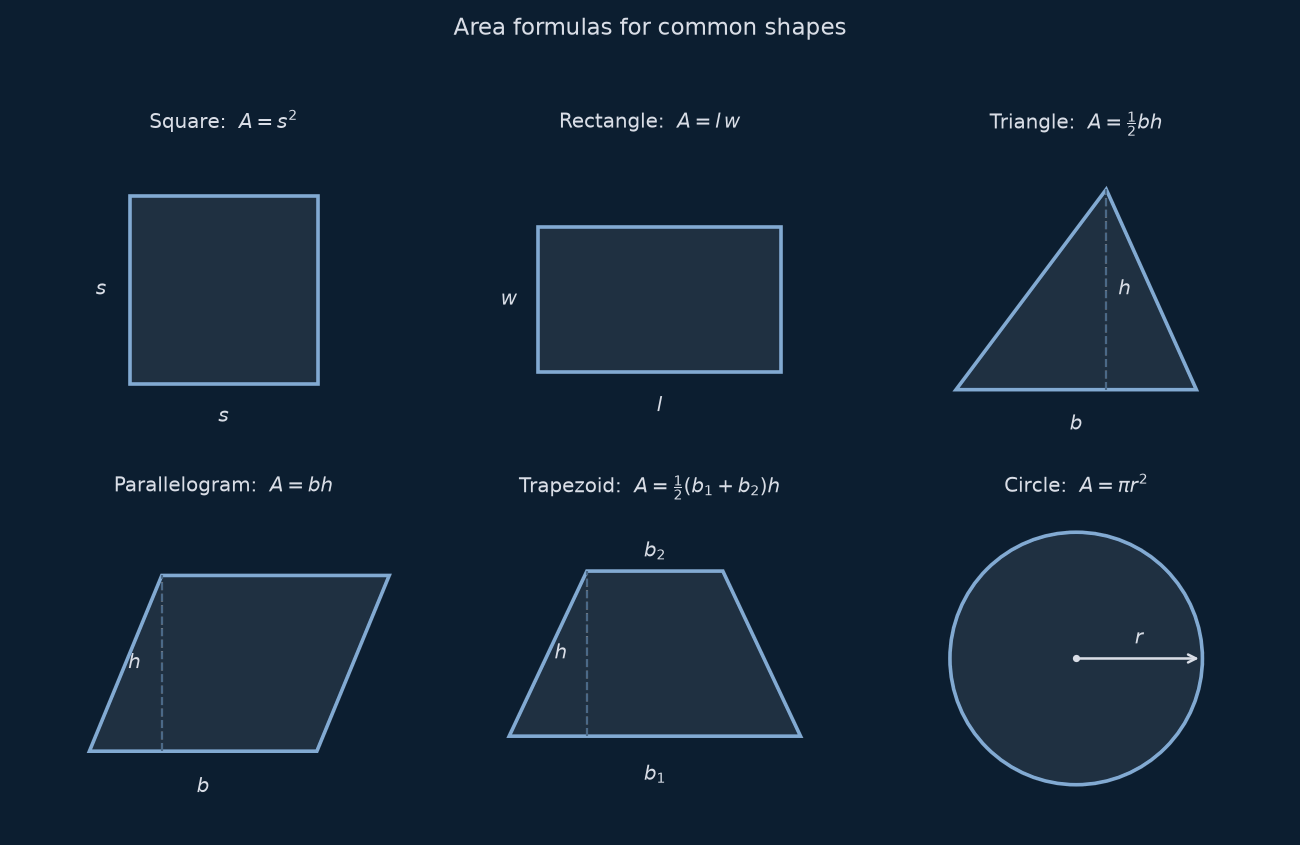 Area formulas for common shapes
Square: A = s²
s
s
Rectangle: A = l w
w
l
Triangle: A = ½bh
h
b
Parallelogram: A = bh
h
b
Trapezoid: A = ½(b₁ + b₂)h
b₂
h
b₁
Circle: A = πr²
r